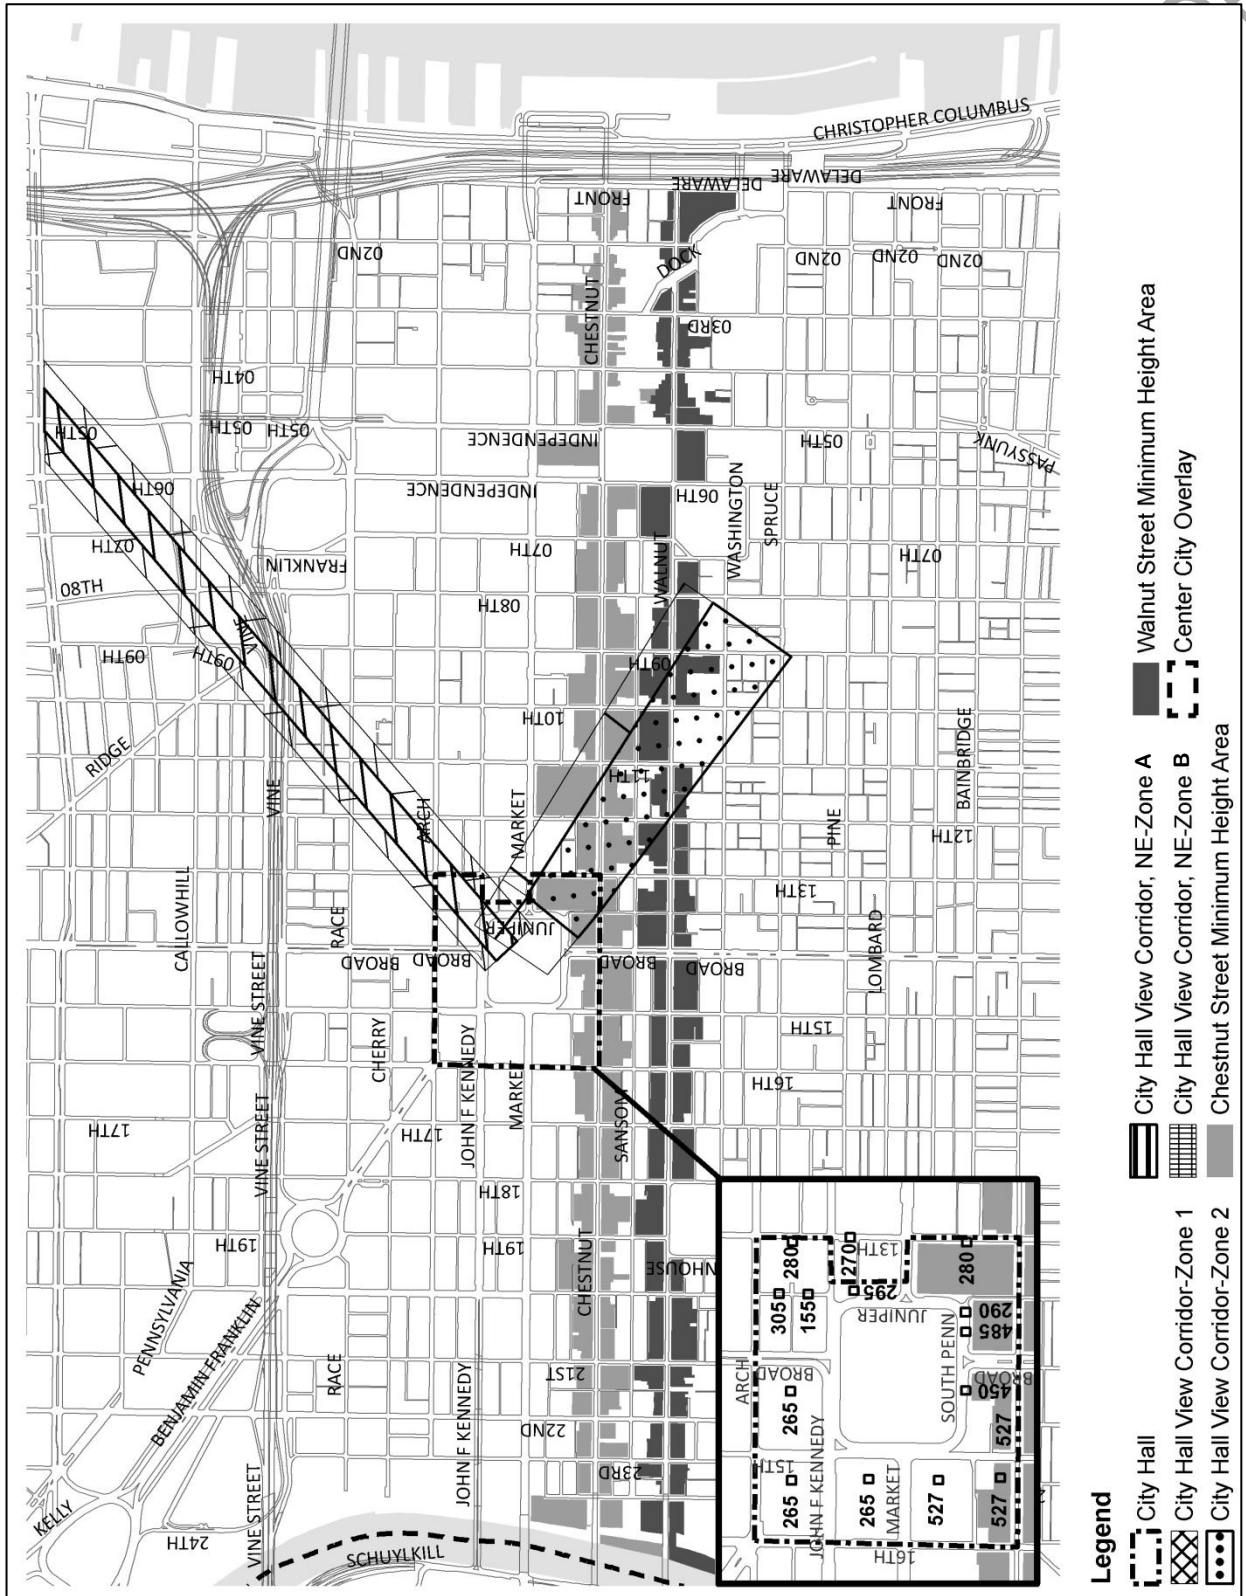 KELLY
PENNSYLVANIA
BENJAMIN FRANKLIN
24TH
VINE STREET
SCHUYLKILL
RACE
19TH
17TH
VINE STREET
VINE STREET
CALLOWHILL
RIDGE
09TH
09TH
VINE
VINE
08TH
07TH
06TH
05TH
FRANKLIN
05TH
05TH
04TH
02ND
RACE
CHERRY
BROAD
BROAD
ARCH
17TH
JOHN F KENNEDY
JOHN F KENNEDY
22ND
21ST
23RD
19TH
18TH
MARKET
MARKET
JUNIPER
10TH
08TH
07TH
INDEPENDENCE
INDEPENDENCE
CHESTNUT
CHESTNUT
FRONT
SANSOM
BROAD
BROAD
11TH
09TH
WALNUT
06TH
WASHINGTON
SPRUCE
03RD
DOCK
DELAWARE
DELAWARE
CHRISTOPHER COLUMBUS
02ND
02ND
02ND
FRONT
05TH
PASSYUNK
07TH
16TH
15TH
13TH
PINE
12TH
LOMBARD
BAINBRIDGE
ARCH
BROAD
15TH
JOHN F KENNEDY
MARKET
16TH
SOUTH PENN
JUNIPER
13TH
BROAD
265
265
265
527
527
527
450
485
290
280
295
270
280
305
155
Legend
City Hall
City Hall View Corridor-Zone 1
City Hall View Corridor-Zone 2
City Hall View Corridor, NE-Zone A
City Hall View Corridor, NE-Zone B
Chestnut Street Minimum Height Area
Walnut Street Minimum Height Area
Center City Overlay